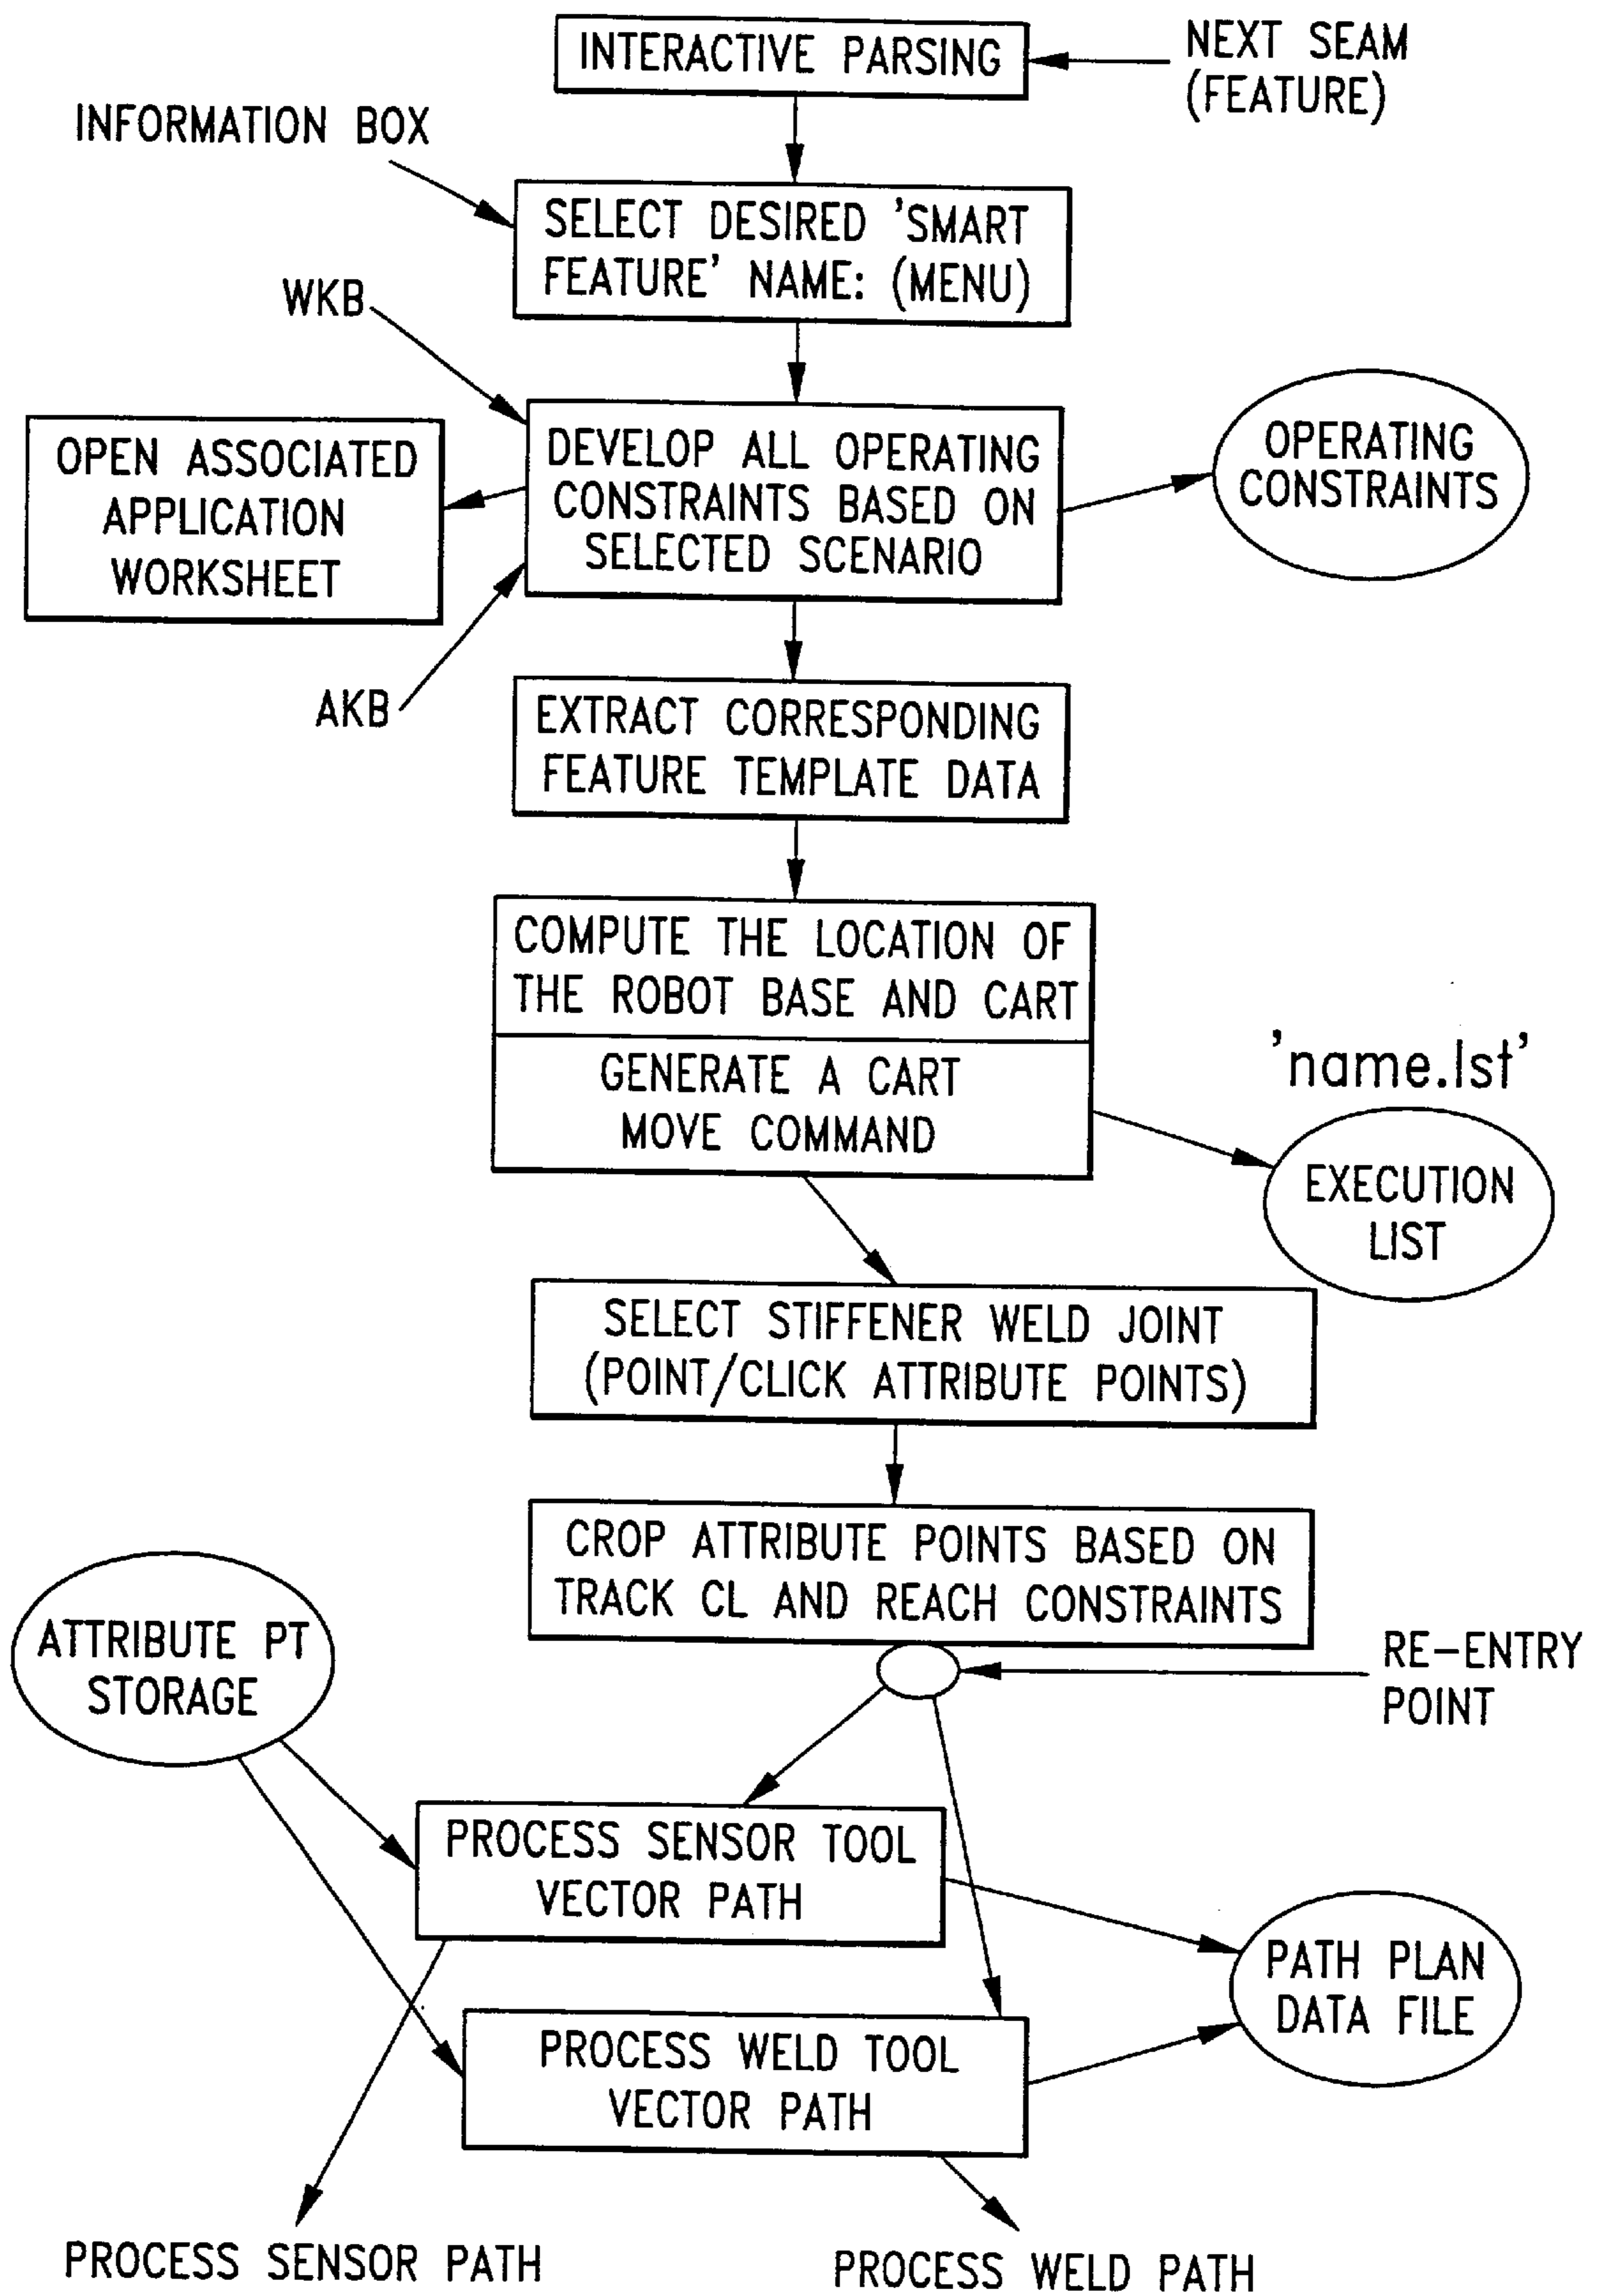 INTERACTIVE PARSING
NEXT SEAM
(FEATURE)
INFORMATION BOX
SELECT DESIRED 'SMART
FEATURE' NAME: (MENU)
WKB
OPEN ASSOCIATED
APPLICATION
WORKSHEET
DEVELOP ALL OPERATING
CONSTRAINTS BASED ON
SELECTED SCENARIO
OPERATING
CONSTRAINTS
AKB
EXTRACT CORRESPONDING
FEATURE TEMPLATE DATA
COMPUTE THE LOCATION OF
THE ROBOT BASE AND CART
GENERATE A CART
MOVE COMMAND
'name.lst'
EXECUTION
LIST
SELECT STIFFENER WELD JOINT
(POINT/CLICK ATTRIBUTE POINTS)
CROP ATTRIBUTE POINTS BASED ON
TRACK CL AND REACH CONSTRAINTS
ATTRIBUTE PT
STORAGE
RE-ENTRY
POINT
PROCESS SENSOR TOOL
VECTOR PATH
PATH PLAN
DATA FILE
PROCESS WELD TOOL
VECTOR PATH
PROCESS SENSOR PATH
PROCESS WELD PATH